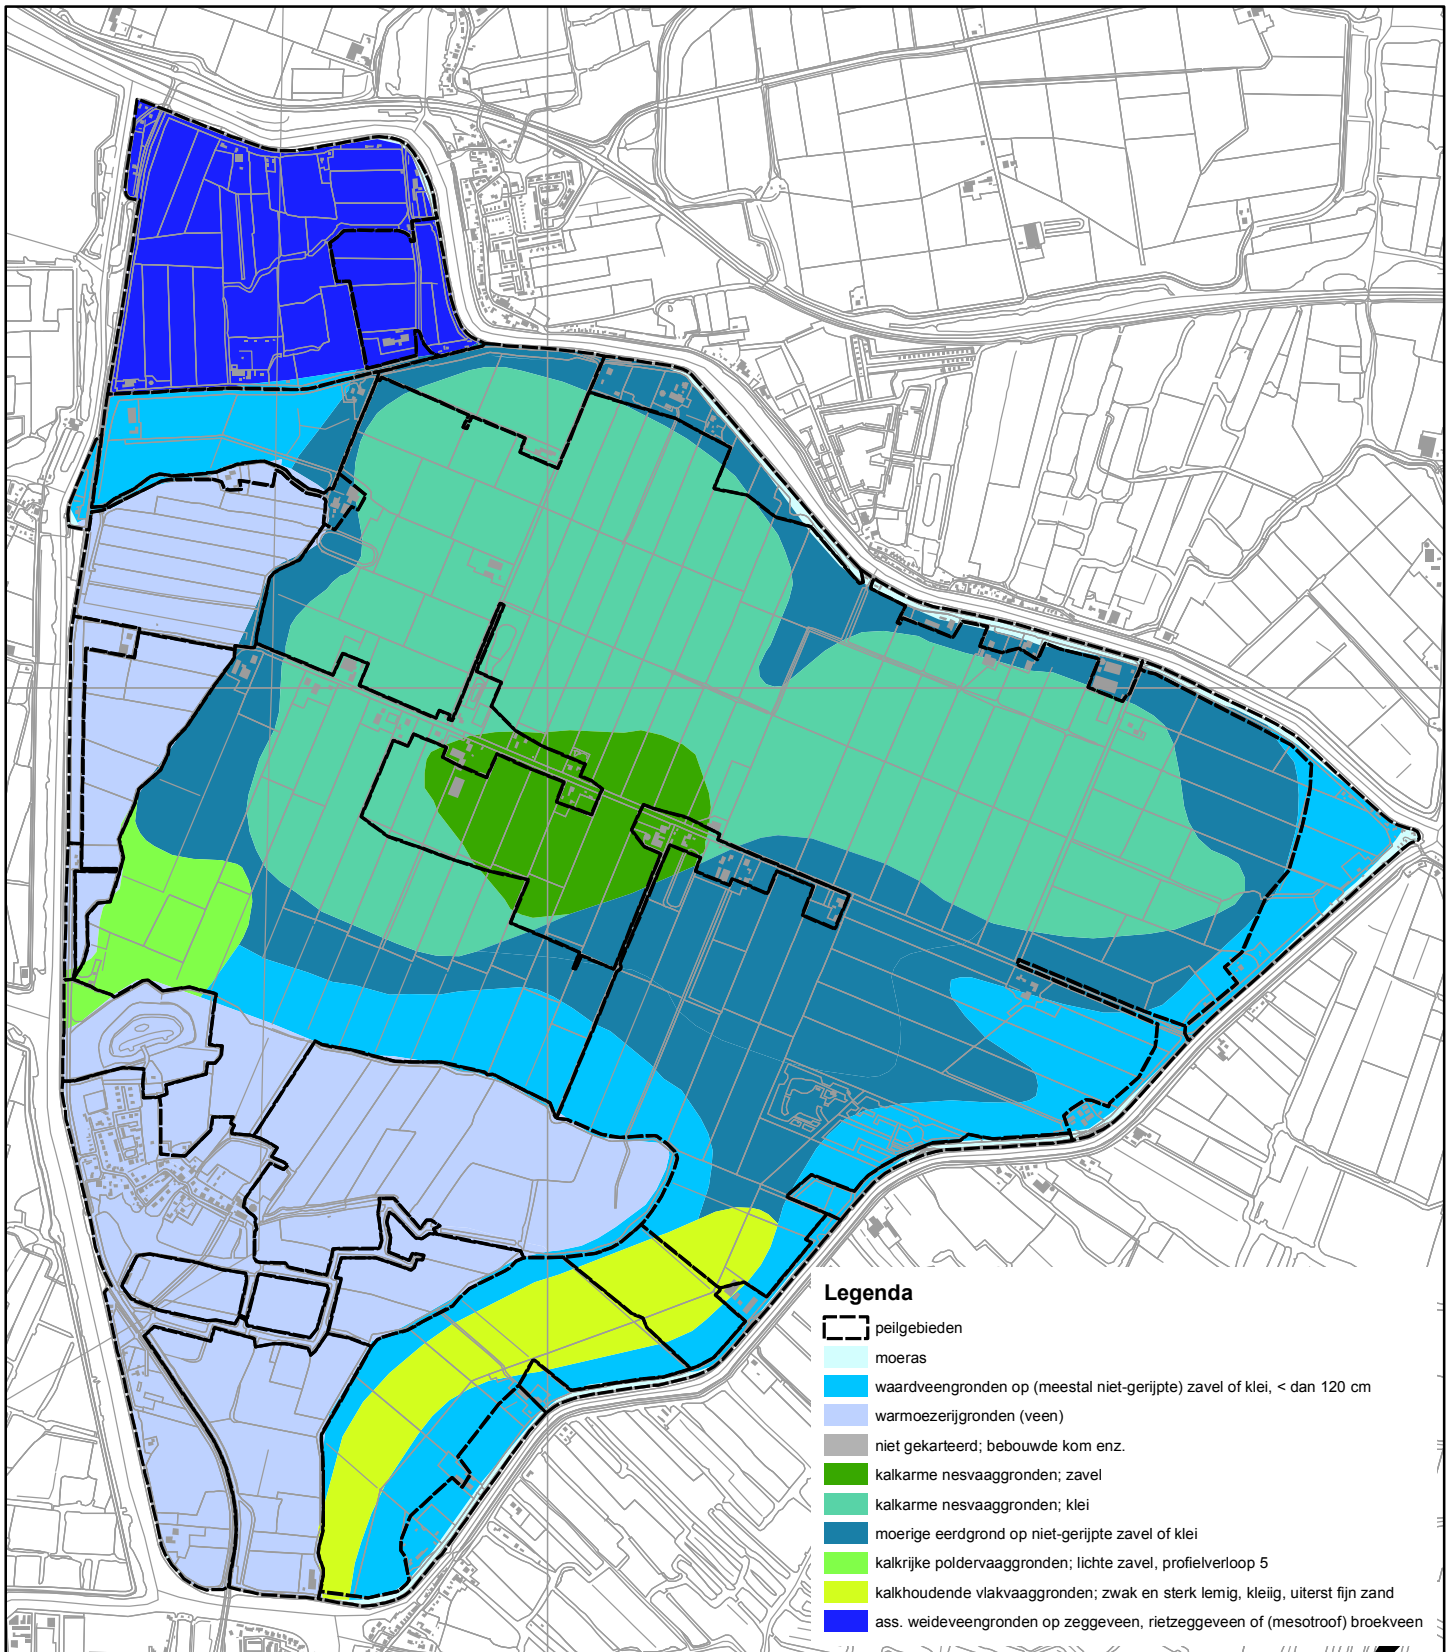 Legenda
peilgebieden
moeras
waardveengronden op (meestal niet-gerijpte) zavel of klei, < dan 120 cm
warmoezerijgronden (veen)
niet gekarteerd; bebouwde kom enz.
kalkarme nesvaaggronden; zavel
kalkarme nesvaaggronden; klei
moerige eerdgrond op niet-gerijpte zavel of klei
kalkrijke poldervaaggronden; lichte zavel, profielverloop 5
kalkhoudende vlakvaaggronden; zwak en sterk lemig, kleiig, uiterst fijn zand
ass. weideveengronden op zeggeveen, rietzeggeveen of (mesotroof) broekveen